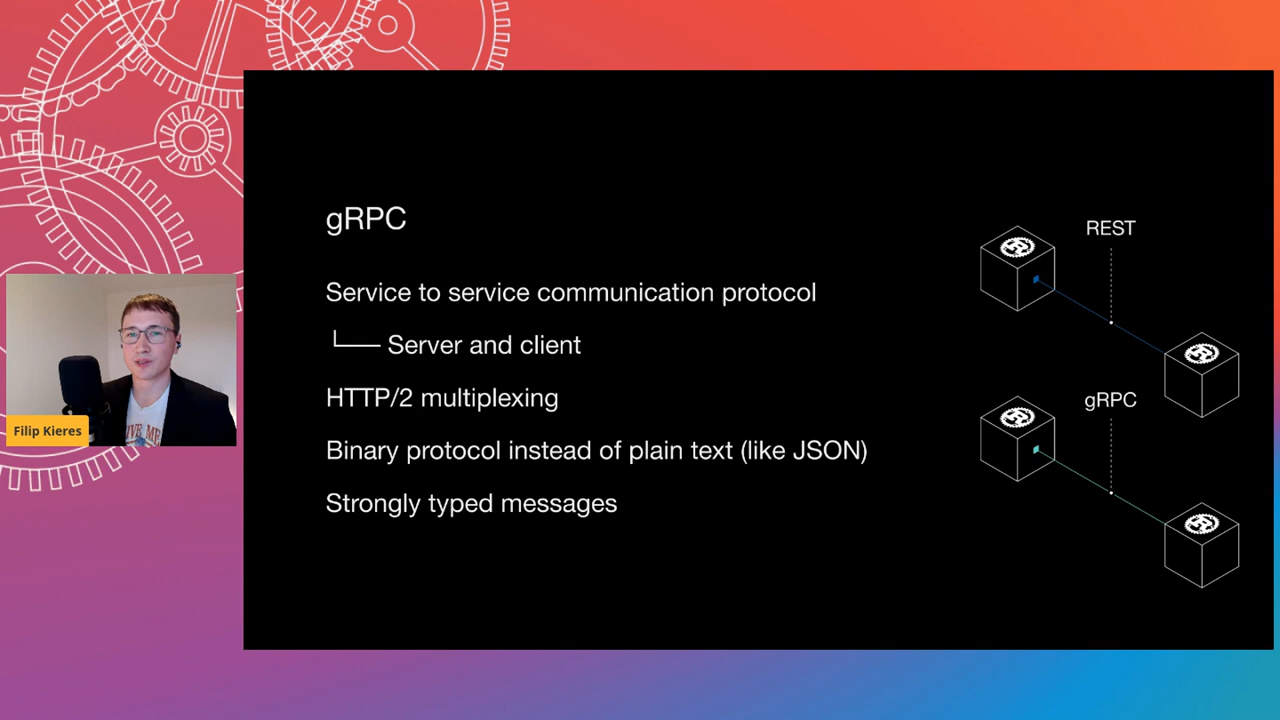 gRPC
Service to service communication protocol
Server and client
HTTP/2 multiplexing
Binary protocol instead of plain text (like JSON)
Strongly typed messages
REST
gRPC
Filip Kieres